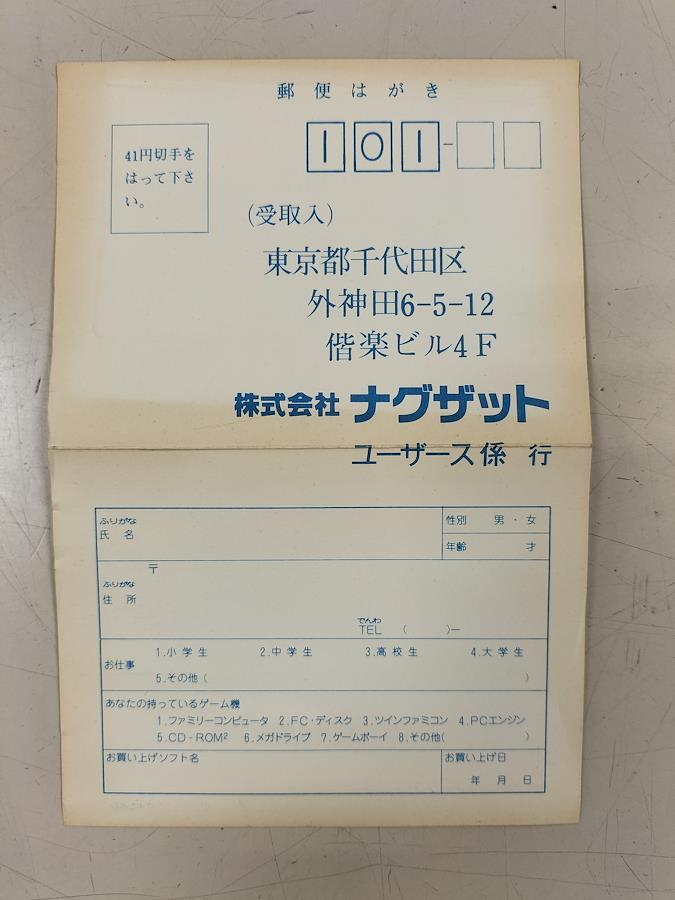 郵便はがき
41円切手を
はって下さ
い。
101-
(受取人)
東京都千代田区
外神田6-5-12
偕楽ビル4F
株式会社 ナグザット
ユーザース係 行
ふりがな
氏 名
性別 男・女
年齢 才
〒
ふりがな
住 所
でんわ
TEL ( )ー
お仕事
1.小学生 2.中学生 3.高校生 4.大学生
5.その他( )
あなたの持っているゲーム機
1.ファミリーコンピュータ 2.FC・ディスク 3.ツインファミコン 4.PCエンジン
5.CD-ROM² 6.メガドライブ 7.ゲームボーイ 8.その他( )
お買い上げソフト名
お買い上げ日
年 月 日